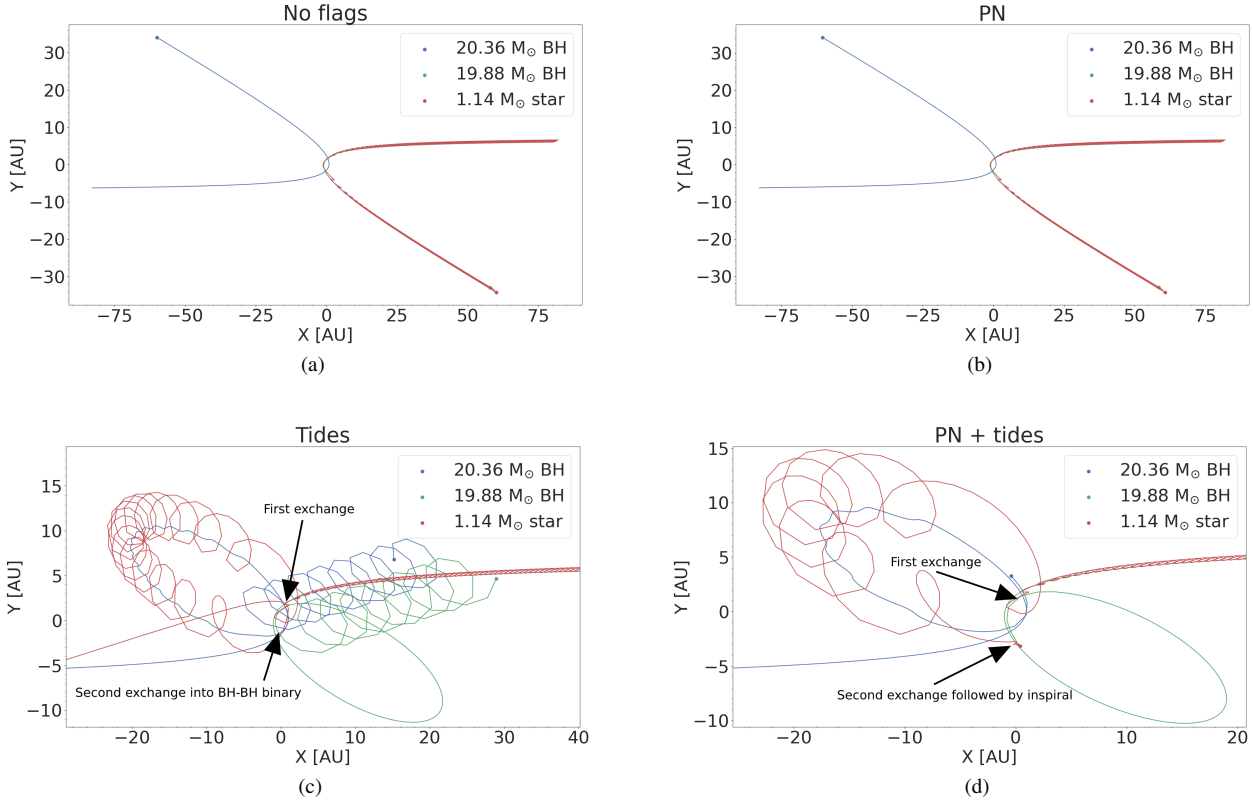 No flags
20.36 M⊙ BH
19.88 M⊙ BH
1.14 M⊙ star
30
20
10
0
−10
−20
−30
Y [AU]
−75 −50 −25 0 25 50 75
X [AU]
(a)
PN
20.36 M⊙ BH
19.88 M⊙ BH
1.14 M⊙ star
30
20
10
0
−10
−20
−30
Y [AU]
−75 −50 −25 0 25 50 75
X [AU]
(b)
Tides
20.36 M⊙ BH
19.88 M⊙ BH
1.14 M⊙ star
First exchange
Second exchange into BH-BH binary
15
10
5
0
−5
−10
Y [AU]
−20 −10 0 10 20 30 40
X [AU]
(c)
PN + tides
20.36 M⊙ BH
19.88 M⊙ BH
1.14 M⊙ star
First exchange
Second exchange followed by inspiral
15
10
5
0
−5
−10
Y [AU]
−20 −10 0 10 20
X [AU]
(d)